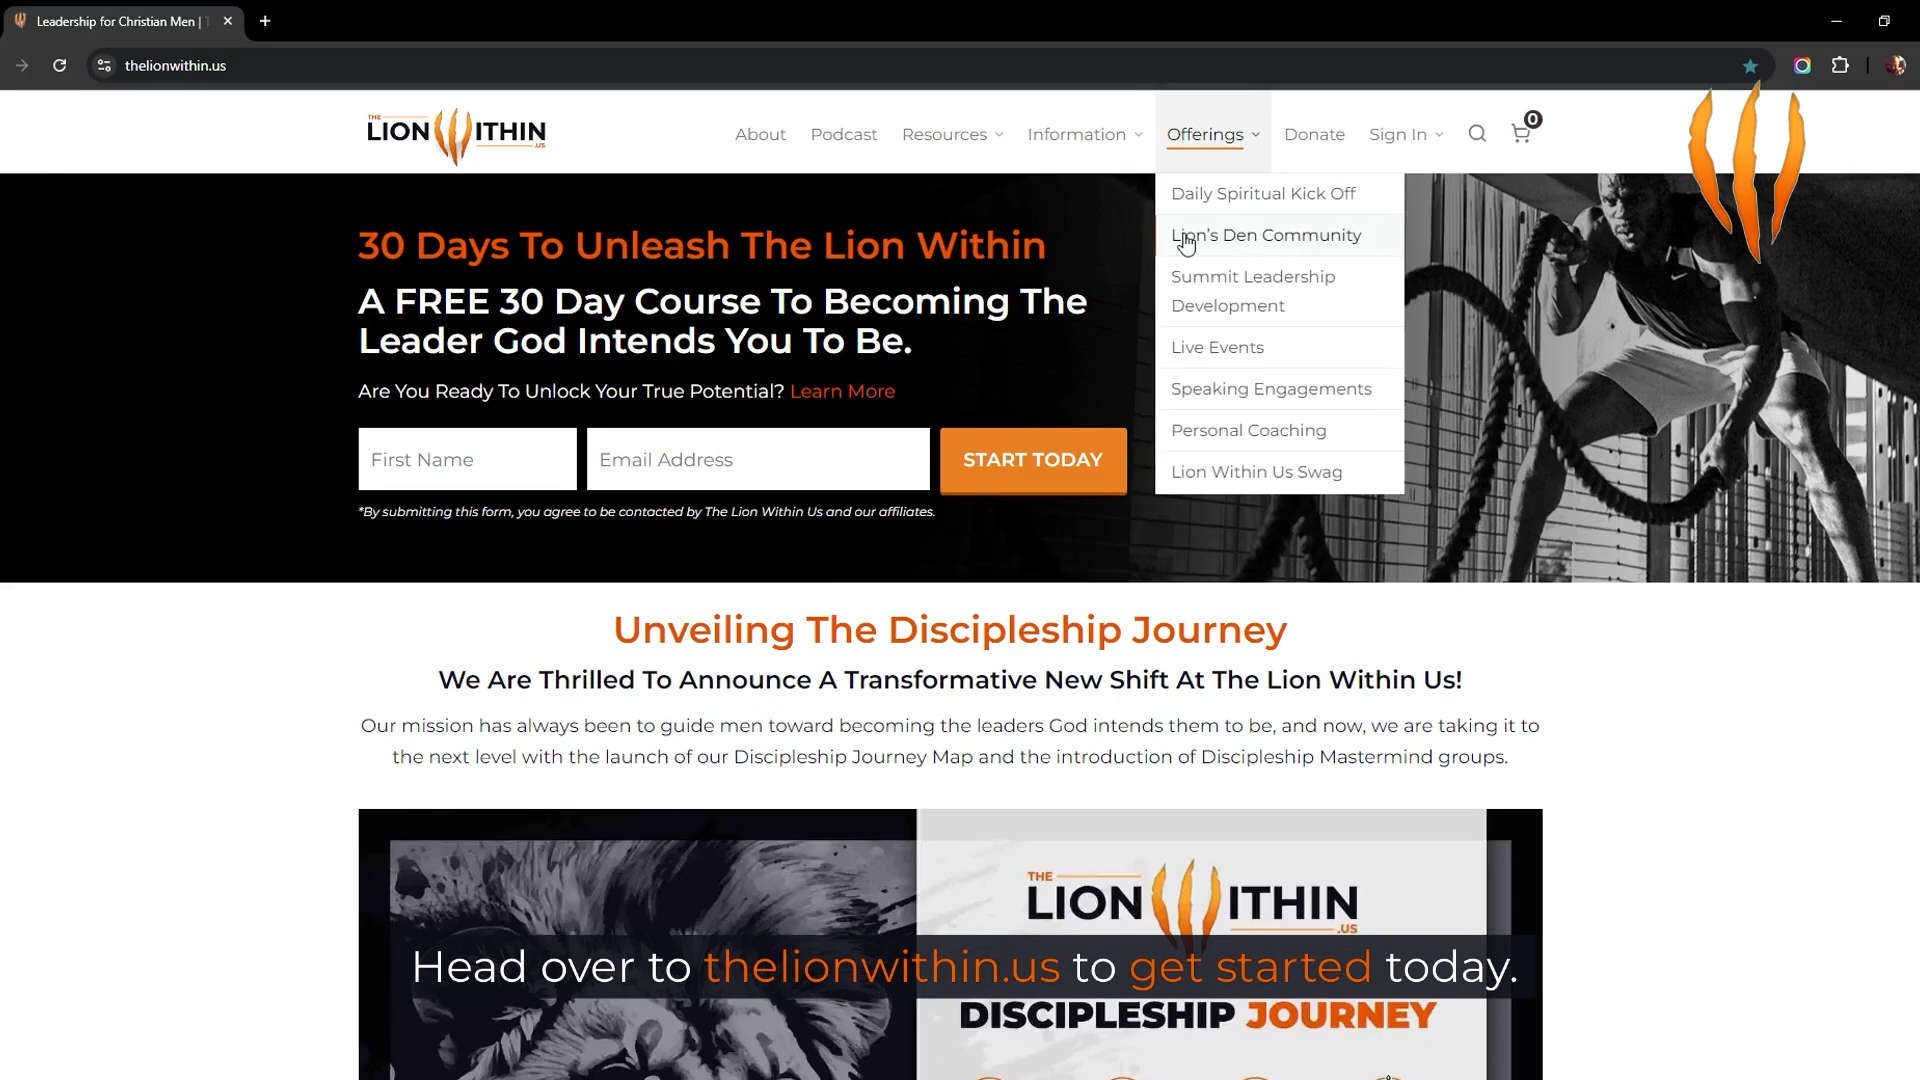 Leadership for Christian Men |
thelionwithin.us
THE
LION WITHIN
.US
About Podcast Resources Information Offerings Donate Sign In 0
Daily Spiritual Kick Off
Lion's Den Community
Summit Leadership
Development
Live Events
Speaking Engagements
Personal Coaching
Lion Within Us Swag
30 Days To Unleash The Lion Within
A FREE 30 Day Course To Becoming The
Leader God Intends You To Be.
Are You Ready To Unlock Your True Potential? Learn More
First Name Email Address START TODAY
*By submitting this form, you agree to be contacted by The Lion Within Us and our affiliates.
Unveiling The Discipleship Journey
We Are Thrilled To Announce A Transformative New Shift At The Lion Within Us!
Our mission has always been to guide men toward becoming the leaders God intends them to be, and now, we are taking it to
the next level with the launch of our Discipleship Journey Map and the introduction of Discipleship Mastermind groups.
THE
LION WITHIN
.US
Head over to thelionwithin.us to get started today.
DISCIPLESHIP JOURNEY